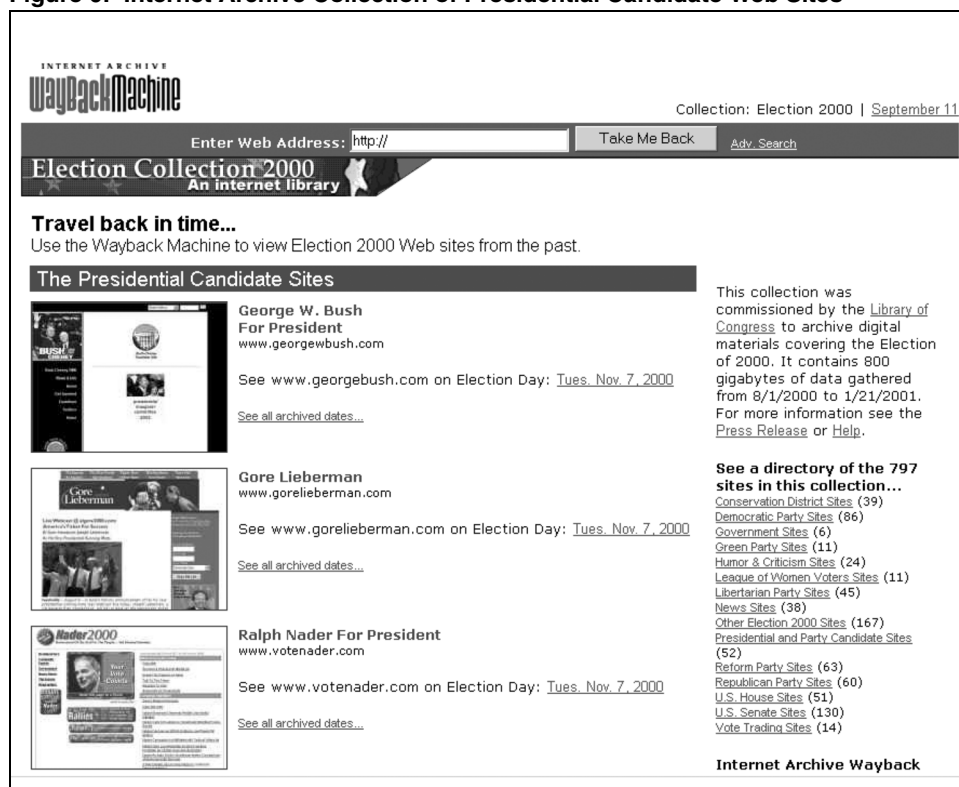 Figure 9: Internet Archive Collection of Presidential Candidate Web Sites
INTERNET ARCHIVE
WayBackMachine
Collection: Election 2000 | September 11
Enter Web Address: http:// Take Me Back Adv. Search
Election Collection 2000
An internet library
Travel back in time...
Use the Wayback Machine to view Election 2000 Web sites from the past.
The Presidential Candidate Sites
BUSH
CHENEY
George W. Bush
For President
www.georgewbush.com
See www.georgebush.com on Election Day: Tues. Nov. 7, 2000
See all archived dates...
Gore
Lieberman
Gore Lieberman
www.gorelieberman.com
See www.gorelieberman.com on Election Day: Tues. Nov. 7, 2000
See all archived dates...
Nader2000
Your
Vote
Counts
Ralph Nader For President
www.votenader.com
See www.votenader.com on Election Day: Tues. Nov. 7, 2000
See all archived dates...
This collection was
commissioned by the Library of
Congress to archive digital
materials covering the Election
of 2000. It contains 800
gigabytes of data gathered
from 8/1/2000 to 1/21/2001.
For more information see the
Press Release or Help.
See a directory of the 797
sites in this collection...
Conservation District Sites (39)
Democratic Party Sites (86)
Government Sites (6)
Green Party Sites (11)
Humor & Criticism Sites (24)
League of Women Voters Sites (11)
Libertarian Party Sites (45)
News Sites (38)
Other Election 2000 Sites (167)
Presidential and Party Candidate Sites
(52)
Reform Party Sites (63)
Republican Party Sites (60)
U.S. House Sites (51)
U.S. Senate Sites (130)
Vote Trading Sites (14)
Internet Archive Wayback